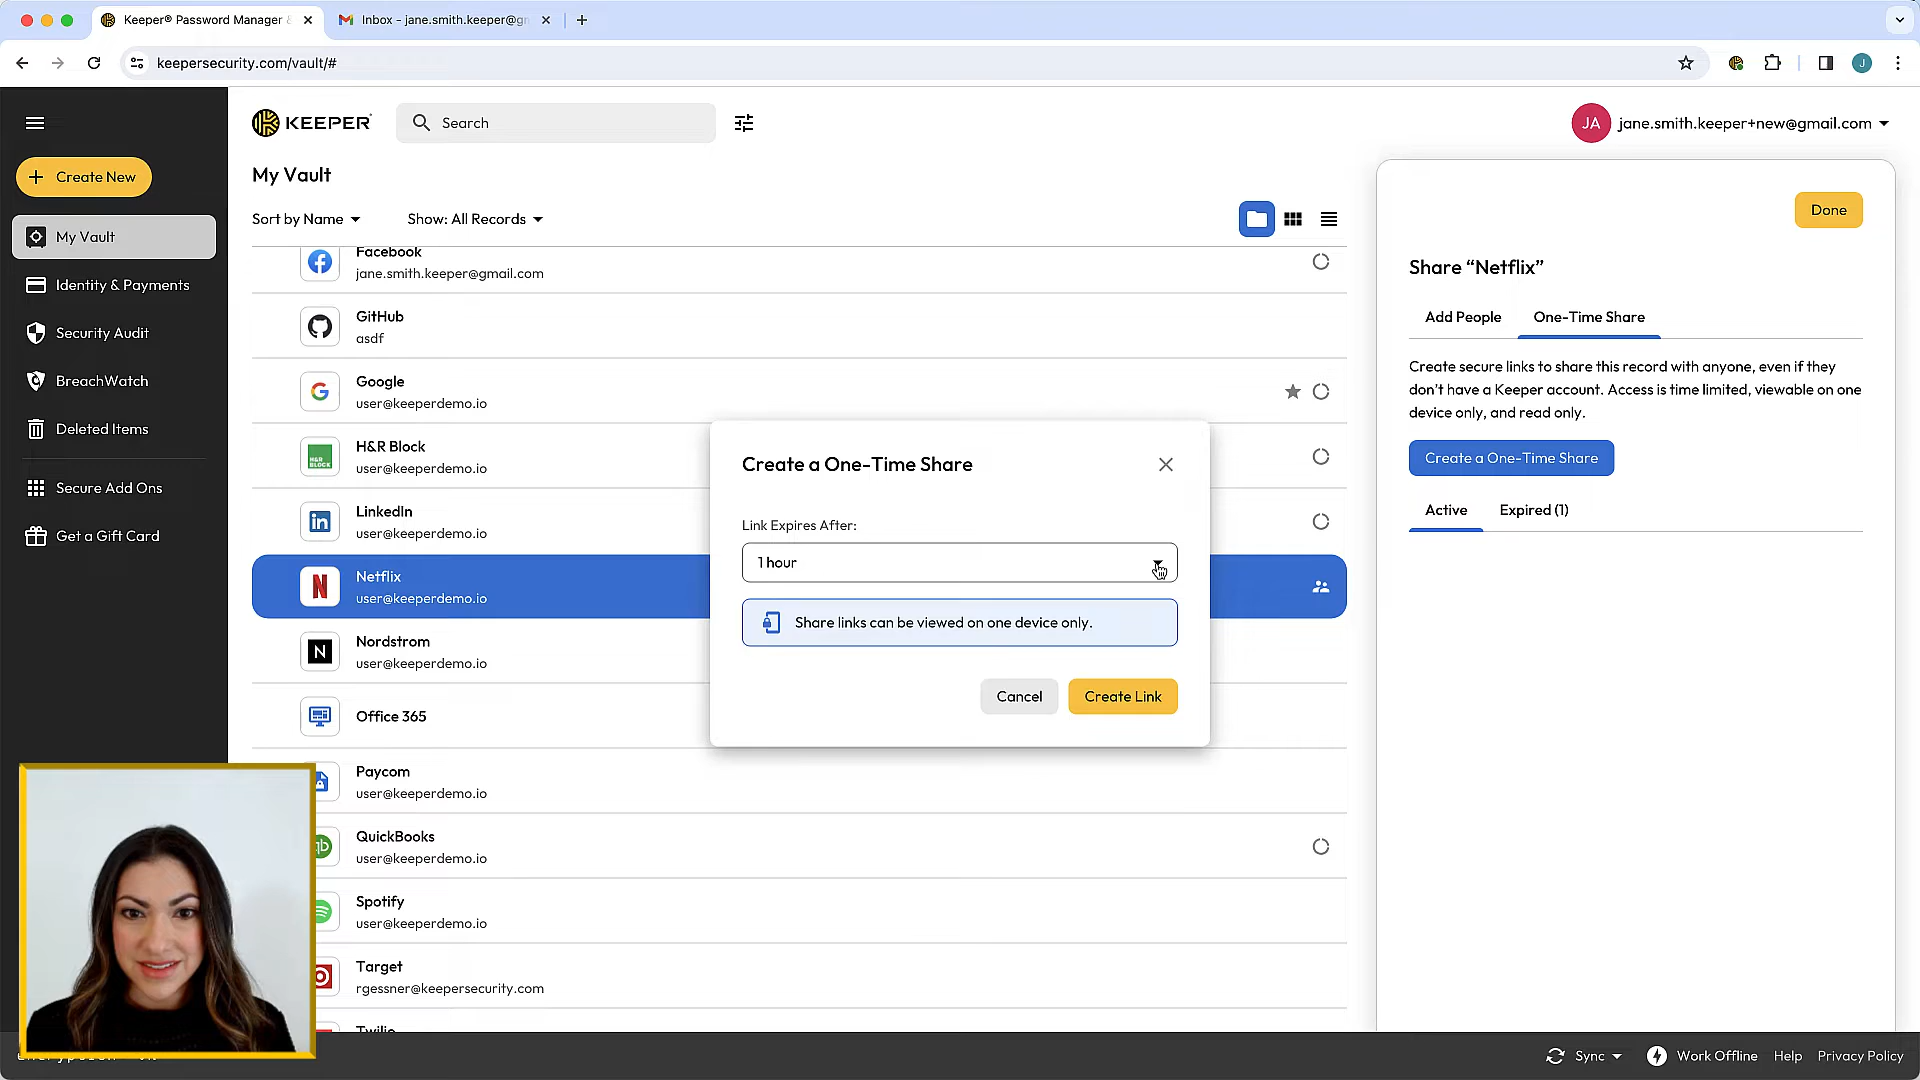 Keeper® Password Manager &
Inbox - jane.smith.keeper@gm
keepersecurity.com/vault/#
J
KEEPER
Search
JA
jane.smith.keeper+new@gmail.com
Create New
My Vault
Identity & Payments
Security Audit
BreachWatch
Deleted Items
Secure Add Ons
Get a Gift Card
My Vault
Sort by Name
Show: All Records
Facebook
jane.smith.keeper@gmail.com
GitHub
asdf
Google
user@keeperdemo.io
H&R BLOCK
H&R Block
user@keeperdemo.io
in
LinkedIn
user@keeperdemo.io
N
Netflix
user@keeperdemo.io
N
Nordstrom
user@keeperdemo.io
Office 365
Paycom
user@keeperdemo.io
qb
QuickBooks
user@keeperdemo.io
Spotify
user@keeperdemo.io
Target
rgessner@keepersecurity.com
Twilio
Create a One-Time Share
Link Expires After:
1 hour
Share links can be viewed on one device only.
Cancel
Create Link
Done
Share “Netflix”
Add People
One-Time Share
Create secure links to share this record with anyone, even if they
don’t have a Keeper account. Access is time limited, viewable on one
device only, and read only.
Create a One-Time Share
Active
Expired (1)
Sync
Work Offline
Help
Privacy Policy